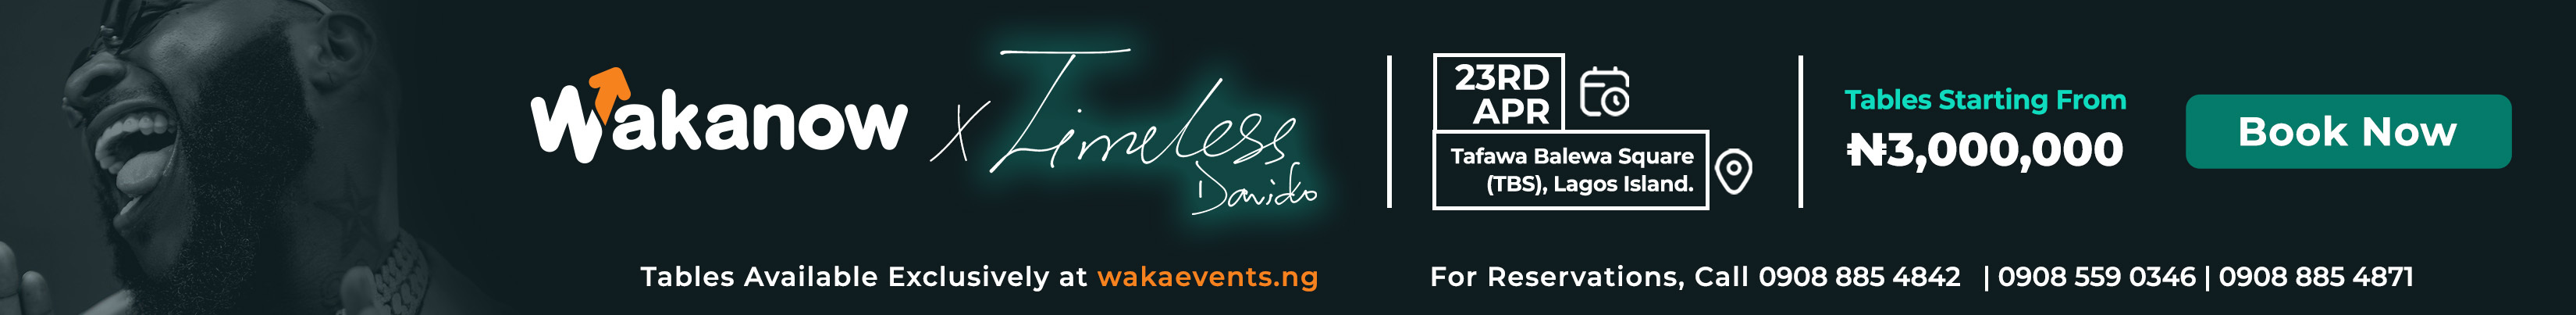 Wakanow
X Timeless
Davido
23RD
APR
Tafawa Balewa Square
(TBS), Lagos Island.
Tables Starting From
₦3,000,000
Book Now
Tables Available Exclusively at wakaevents.ng
For Reservations, Call 0908 885 4842 | 0908 559 0346 | 0908 885 4871